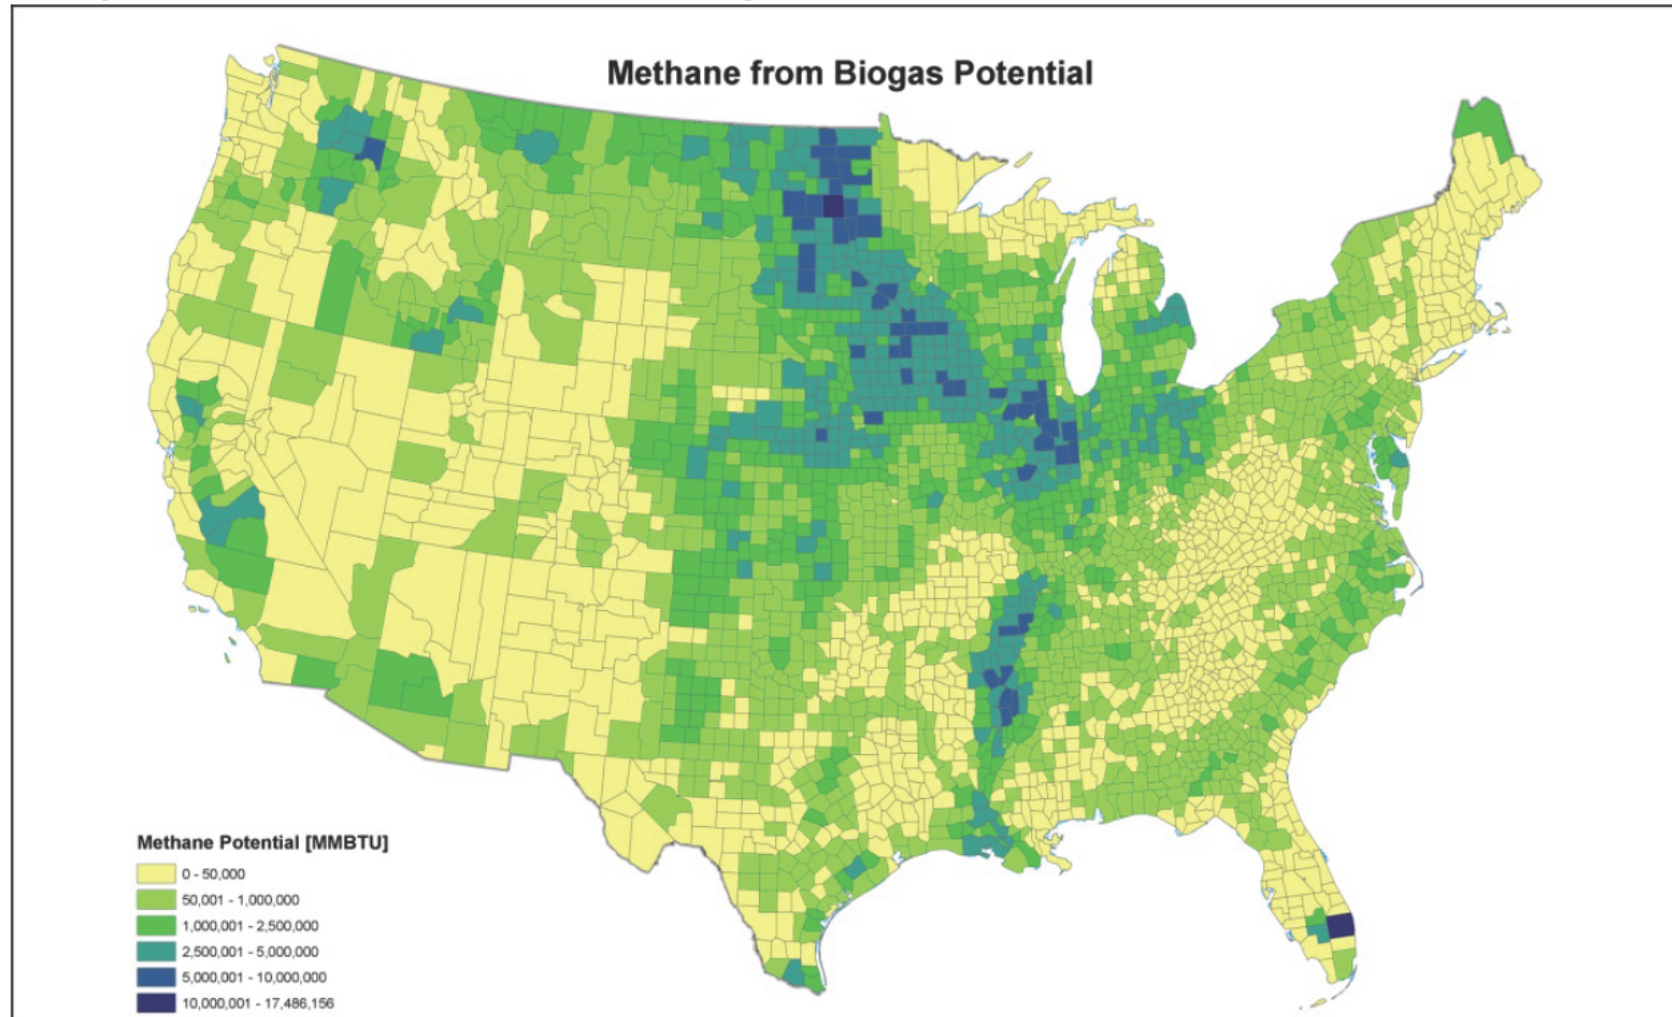 Methane from Biogas Potential
Methane Potential [MMBTU]
0 - 50,000
50,001 - 1,000,000
1,000,001 - 2,500,000
2,500,001 - 5,000,000
5,000,001 - 10,000,000
10,000,001 - 17,486,156